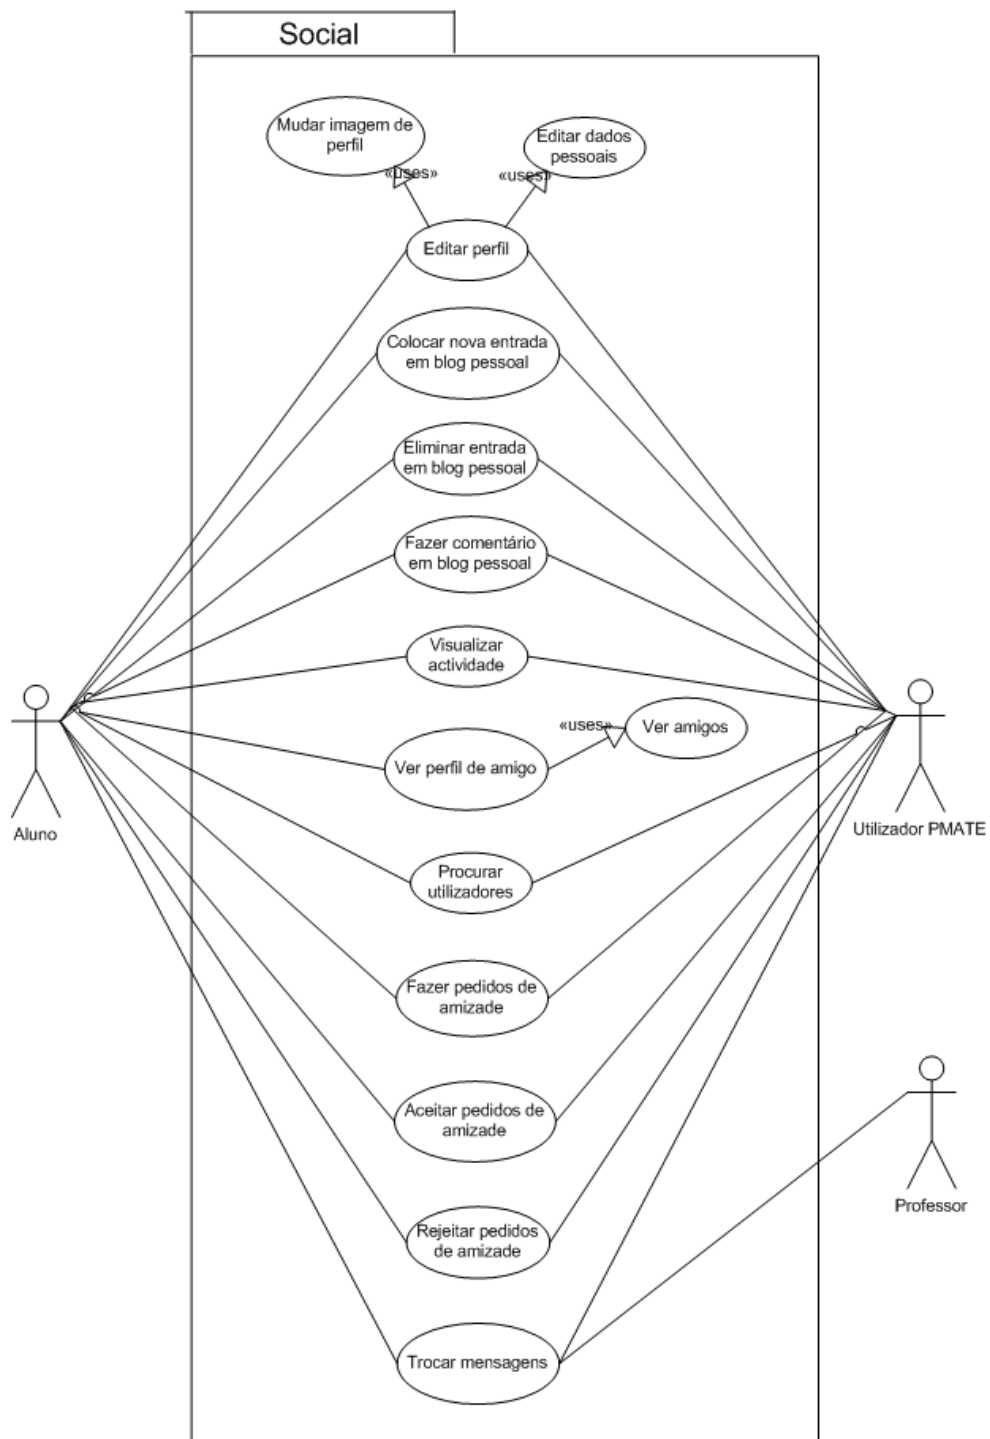 Social
Mudar imagem de
perfil
Editar dados
pessoais
«uses»
«uses»
Editar perfil
Colocar nova entrada
em blog pessoal
Eliminar entrada
em blog pessoal
Fazer comentário
em blog pessoal
Visualizar
actividade
«uses»
Ver amigos
Ver perfil de amigo
Aluno
Utilizador PMATE
Procurar
utilizadores
Fazer pedidos de
amizade
Aceitar pedidos de
amizade
Professor
Rejeitar pedidos
de amizade
Trocar mensagens